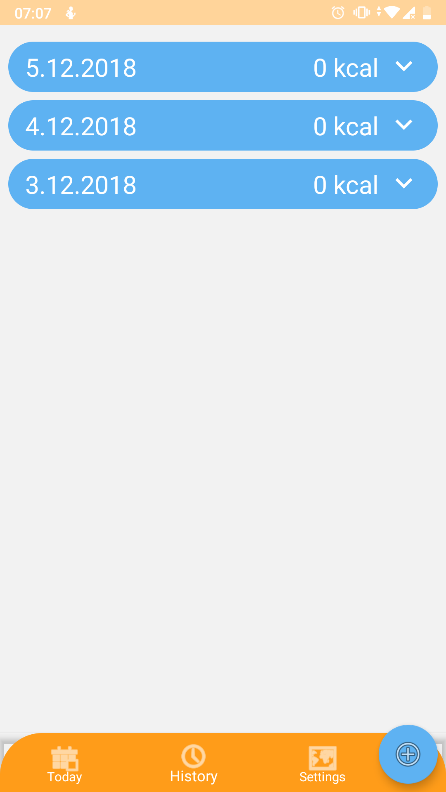 07:07
5.12.2018 0 kcal
4.12.2018 0 kcal
3.12.2018 0 kcal
Today History Settings